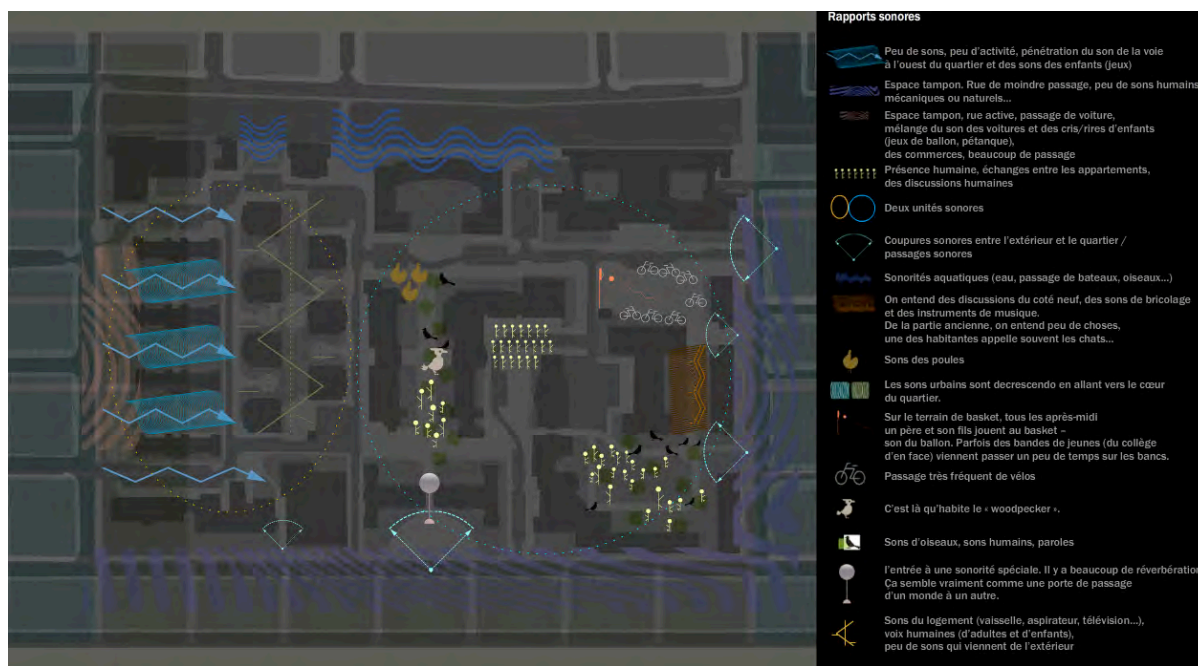 Rapports sonores
Peu de sons, peu d'activité, pénétration du son de la voie
à l'ouest du quartier et des sons des enfants (jeux)
Espace tampon. Rue de moindre passage, peu de sons humains
mécaniques ou naturels...
Espace tampon, rue active, passage de voiture,
mélange du son des voitures et des cris/rires d'enfants
(jeux de ballon, pétanque),
des commerces, beaucoup de passage
Présence humaine, échanges entre les appartements,
des discussions humaines
Deux unités sonores
Coupures sonores entre l'extérieur et le quartier /
passages sonores
Sonorités aquatiques (eau, passage de bateaux, oiseaux...)
On entend des discussions du coté neuf, des sons de bricolage
et des instruments de musique.
De la partie ancienne, on entend peu de choses,
une des habitantes appelle souvent les chats...
Sons des poules
Les sons urbains sont decrescendo en allant vers le cœur
du quartier.
Sur le terrain de basket, tous les après-midi
un père et son fils jouent au basket –
son du ballon. Parfois des bandes de jeunes (du collège
d'en face) viennent passer un peu de temps sur les bancs.
Passage très fréquent de vélos
C'est là qu'habite le « woodpecker ».
Sons d'oiseaux, sons humains, paroles
l'entrée à une sonorité spéciale. Il y a beaucoup de réverbération
Ça semble vraiment comme une porte de passage
d'un monde à un autre.
Sons du logement (vaisselle, aspirateur, télévision...),
voix humaines (d'adultes et d'enfants),
peu de sons qui viennent de l'extérieur